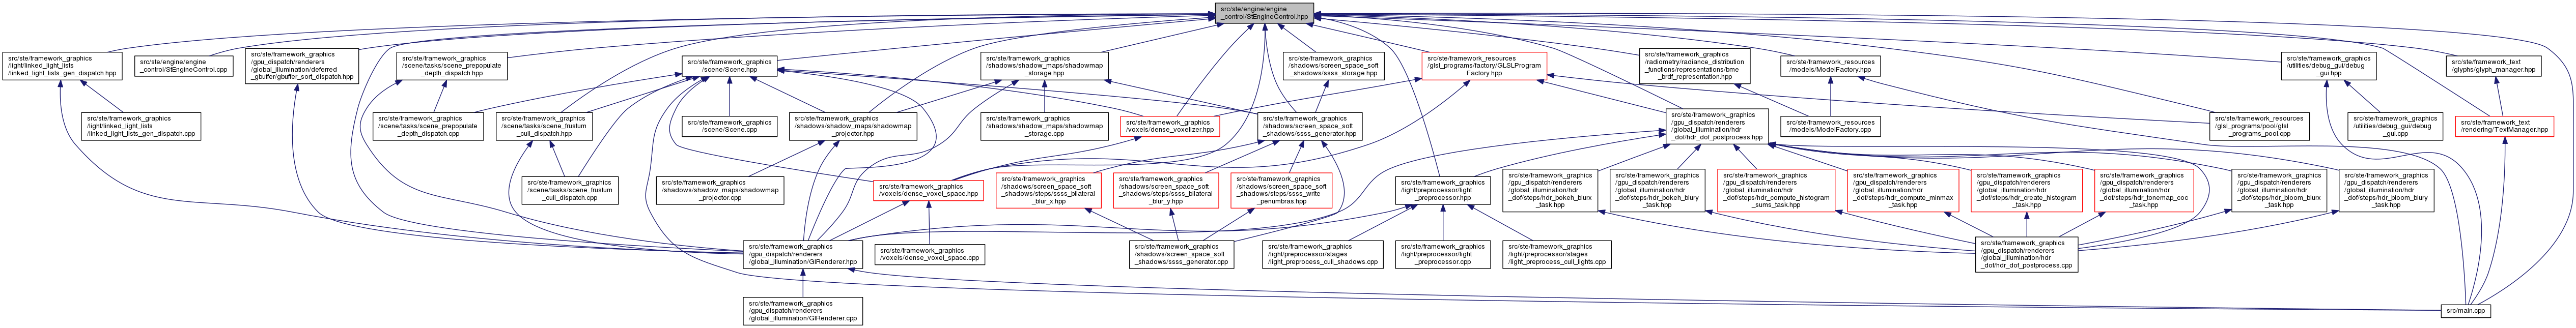 src/ste/engine/engine
_control/StEngineControl.hpp
src/ste/framework_graphics
/light/linked_light_lists
/linked_light_lists_gen_dispatch.hpp
src/ste/engine/engine
_control/StEngineControl.cpp
src/ste/framework_graphics
/gpu_dispatch/renderers
/global_illumination/deferred
_gbuffer/gbuffer_sort_dispatch.hpp
src/ste/framework_graphics
/scene/tasks/scene_prepopulate
_depth_dispatch.hpp
src/ste/framework_graphics
/scene/Scene.hpp
src/ste/framework_graphics
/shadows/shadow_maps/shadowmap
_storage.hpp
src/ste/framework_graphics
/shadows/screen_space_soft
_shadows/ssss_storage.hpp
src/ste/framework_resources
/glsl_programs/factory/GLSLProgram
Factory.hpp
src/ste/framework_graphics
/radiometry/radiance_distribution
_functions/representations/bme
_brdf_representation.hpp
src/ste/framework_resources
/models/ModelFactory.hpp
src/ste/framework_graphics
/utilities/debug_gui/debug
_gui.hpp
src/ste/framework_text
/glyphs/glyph_manager.hpp
src/ste/framework_graphics
/light/linked_light_lists
/linked_light_lists_gen_dispatch.cpp
src/ste/framework_graphics
/scene/tasks/scene_prepopulate
_depth_dispatch.cpp
src/ste/framework_graphics
/scene/tasks/scene_frustum
_cull_dispatch.hpp
src/ste/framework_graphics
/scene/Scene.cpp
src/ste/framework_graphics
/shadows/shadow_maps/shadowmap
_projector.hpp
src/ste/framework_graphics
/shadows/shadow_maps/shadowmap
_storage.cpp
src/ste/framework_graphics
/voxels/dense_voxelizer.hpp
src/ste/framework_graphics
/shadows/screen_space_soft
_shadows/ssss_generator.hpp
src/ste/framework_graphics
/gpu_dispatch/renderers
/global_illumination/hdr
_dof/hdr_dof_postprocess.hpp
src/ste/framework_resources
/models/ModelFactory.cpp
src/ste/framework_resources
/glsl_programs/pool/glsl
_programs_pool.cpp
src/ste/framework_graphics
/utilities/debug_gui/debug
_gui.cpp
src/ste/framework_text
/rendering/TextManager.hpp
src/ste/framework_graphics
/scene/tasks/scene_frustum
_cull_dispatch.cpp
src/ste/framework_graphics
/shadows/shadow_maps/shadowmap
_projector.cpp
src/ste/framework_graphics
/voxels/dense_voxel_space.hpp
src/ste/framework_graphics
/shadows/screen_space_soft
_shadows/steps/ssss_bilateral
_blur_x.hpp
src/ste/framework_graphics
/shadows/screen_space_soft
_shadows/steps/ssss_bilateral
_blur_y.hpp
src/ste/framework_graphics
/shadows/screen_space_soft
_shadows/steps/ssss_write
_penumbras.hpp
src/ste/framework_graphics
/light/preprocessor/light
_preprocessor.hpp
src/ste/framework_graphics
/gpu_dispatch/renderers
/global_illumination/hdr
_dof/steps/hdr_bokeh_blurx
_task.hpp
src/ste/framework_graphics
/gpu_dispatch/renderers
/global_illumination/hdr
_dof/steps/hdr_bokeh_blury
_task.hpp
src/ste/framework_graphics
/gpu_dispatch/renderers
/global_illumination/hdr
_dof/steps/hdr_compute_histogram
_sums_task.hpp
src/ste/framework_graphics
/gpu_dispatch/renderers
/global_illumination/hdr
_dof/steps/hdr_compute_minmax
_task.hpp
src/ste/framework_graphics
/gpu_dispatch/renderers
/global_illumination/hdr
_dof/steps/hdr_create_histogram
_task.hpp
src/ste/framework_graphics
/gpu_dispatch/renderers
/global_illumination/hdr
_dof/steps/hdr_tonemap_coc
_task.hpp
src/ste/framework_graphics
/gpu_dispatch/renderers
/global_illumination/hdr
_dof/steps/hdr_bloom_blurx
_task.hpp
src/ste/framework_graphics
/gpu_dispatch/renderers
/global_illumination/hdr
_dof/steps/hdr_bloom_blury
_task.hpp
src/ste/framework_graphics
/gpu_dispatch/renderers
/global_illumination/GIRenderer.hpp
src/ste/framework_graphics
/voxels/dense_voxel_space.cpp
src/ste/framework_graphics
/shadows/screen_space_soft
_shadows/ssss_generator.cpp
src/ste/framework_graphics
/light/preprocessor/stages
/light_preprocess_cull_shadows.cpp
src/ste/framework_graphics
/light/preprocessor/light
_preprocessor.cpp
src/ste/framework_graphics
/light/preprocessor/stages
/light_preprocess_cull_lights.cpp
src/ste/framework_graphics
/gpu_dispatch/renderers
/global_illumination/hdr
_dof/hdr_dof_postprocess.cpp
src/ste/framework_graphics
/gpu_dispatch/renderers
/global_illumination/GIRenderer.cpp
src/main.cpp